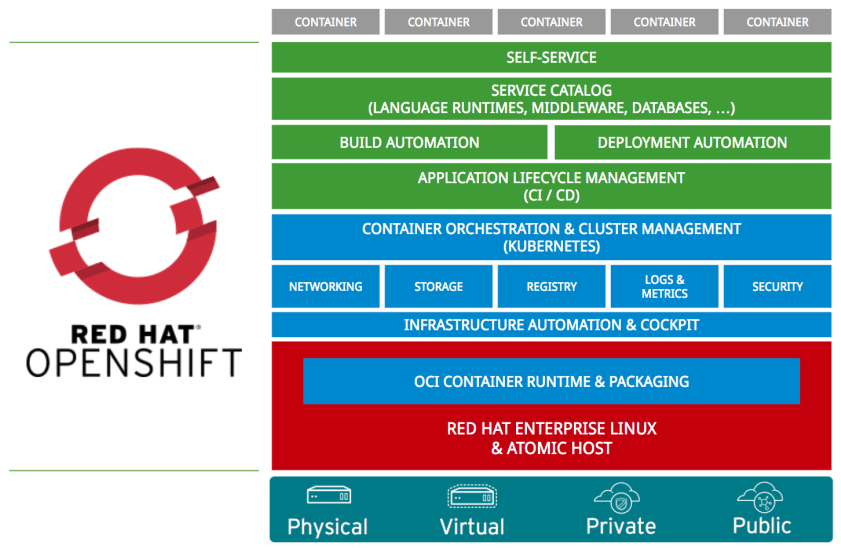 CONTAINER
CONTAINER
CONTAINER
CONTAINER
CONTAINER
SELF-SERVICE
SERVICE CATALOG
(LANGUAGE RUNTIMES, MIDDLEWARE, DATABASES, …)
BUILD AUTOMATION
DEPLOYMENT AUTOMATION
APPLICATION LIFECYCLE MANAGEMENT
(CI / CD)
CONTAINER ORCHESTRATION & CLUSTER MANAGEMENT
(KUBERNETES)
NETWORKING
STORAGE
REGISTRY
LOGS &
METRICS
SECURITY
INFRASTRUCTURE AUTOMATION & COCKPIT
OCI CONTAINER RUNTIME & PACKAGING
RED HAT ENTERPRISE LINUX
& ATOMIC HOST
Physical
Virtual
Private
Public
RED HAT®
OPENSHIFT